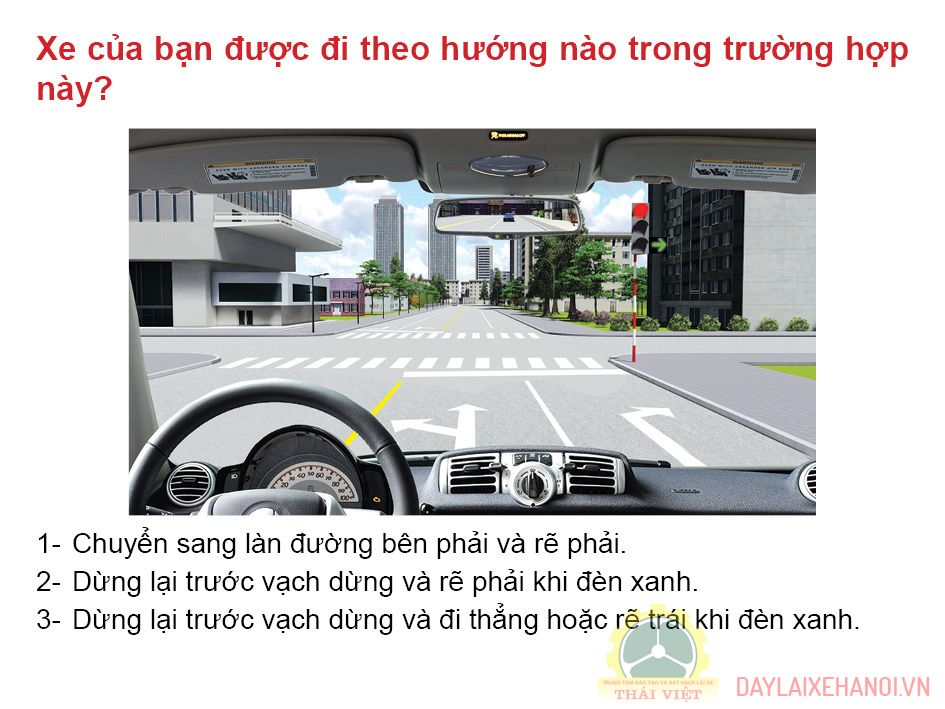 Xe của bạn được đi theo hướng nào trong trường hợp
này?
WARNING
WARNING
1- Chuyển sang làn đường bên phải và rẽ phải.
2- Dừng lại trước vạch dừng và rẽ phải khi đèn xanh.
3- Dừng lại trước vạch dừng và đi thẳng hoặc rẽ trái khi đèn xanh.
TRUNG TÂM ĐÀO TẠO VÀ SÁT HẠCH LÁI XE
THÁI VIỆT
DAYLAIXEHANOI.VN